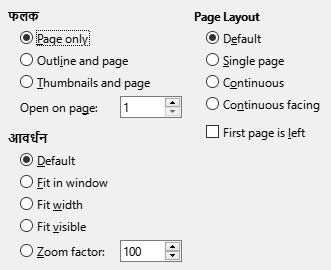 फलक
Page only
Outline and page
Thumbnails and page
Open on page: 1
आवर्धन
Default
Fit in window
Fit width
Fit visible
Zoom factor: 100
Page Layout
Default
Single page
Continuous
Continuous facing
First page is left